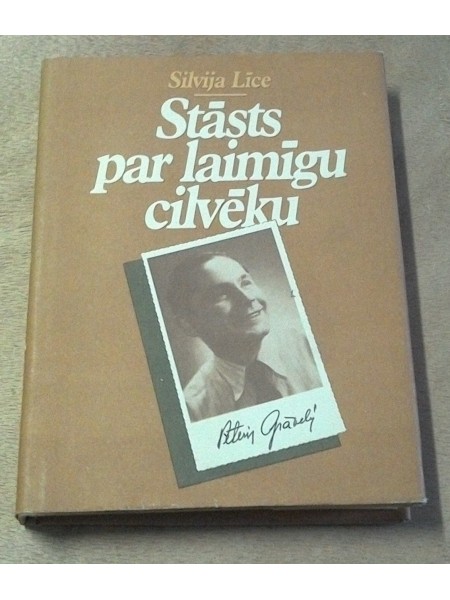 Silvija Līce
Stāsts
par laimīgu
cilvēku